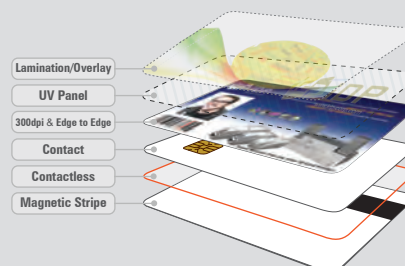 Lamination/Overlay
UV Panel
300dpi & Edge to Edge
Contact
Contactless
Magnetic Stripe